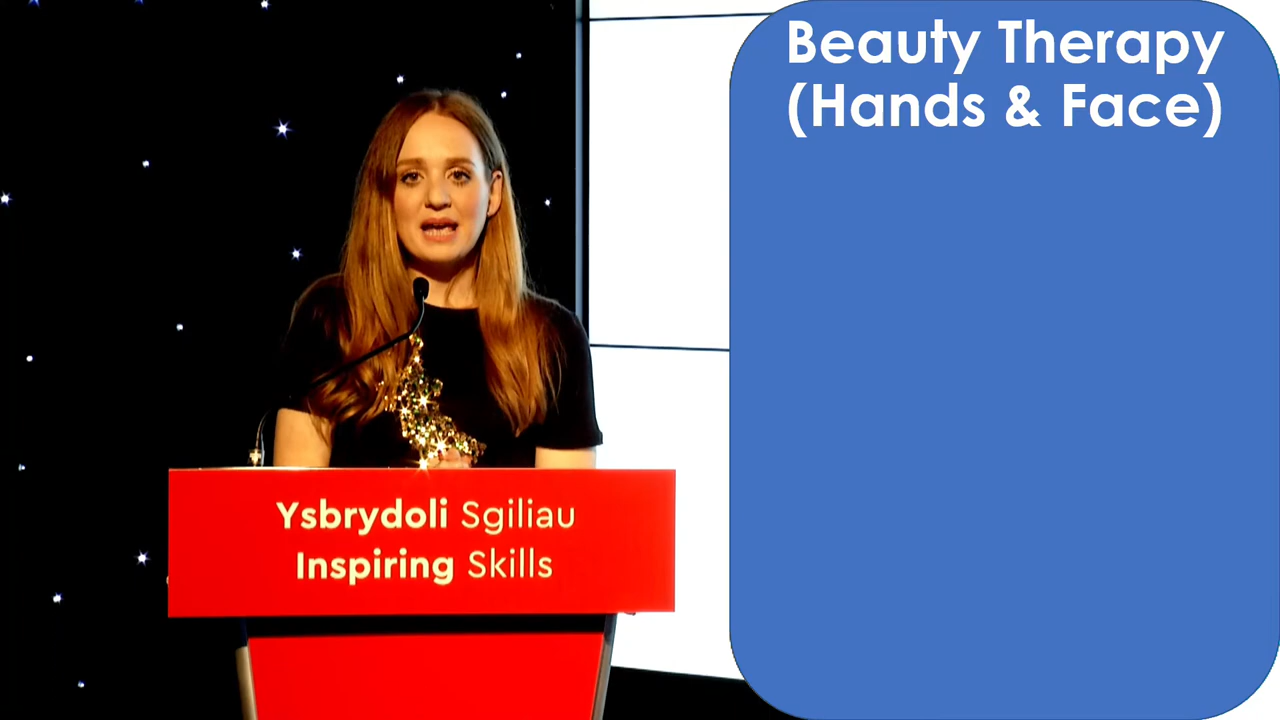 Beauty Therapy
(Hands & Face)
Ysbrydoli Sgiliau
Inspiring Skills